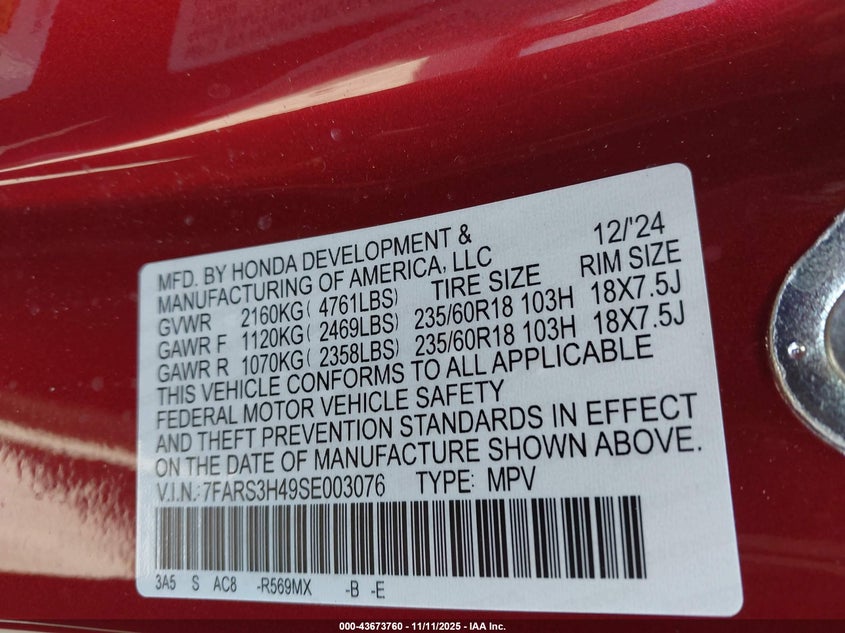 MFD. BY HONDA DEVELOPMENT & 12/'24
MANUFACTURING OF AMERICA, LLC
GVWR 2160KG( 4761LBS) TIRE SIZE RIM SIZE
GAWR F 1120KG( 2469LBS) 235/60R18 103H 18X7.5J
GAWR R 1070KG( 2358LBS) 235/60R18 103H 18X7.5J
THIS VEHICLE CONFORMS TO ALL APPLICABLE
FEDERAL MOTOR VEHICLE SAFETY
AND THEFT PREVENTION STANDARDS IN EFFECT
ON THE DATE OF MANUFACTURE SHOWN ABOVE.
V.I.N.:7FARS3H49SE003076 TYPE: MPV
3A5 S AC8 -R569MX -B -E
000-43673760 - 11/11/2025 - IAA Inc.